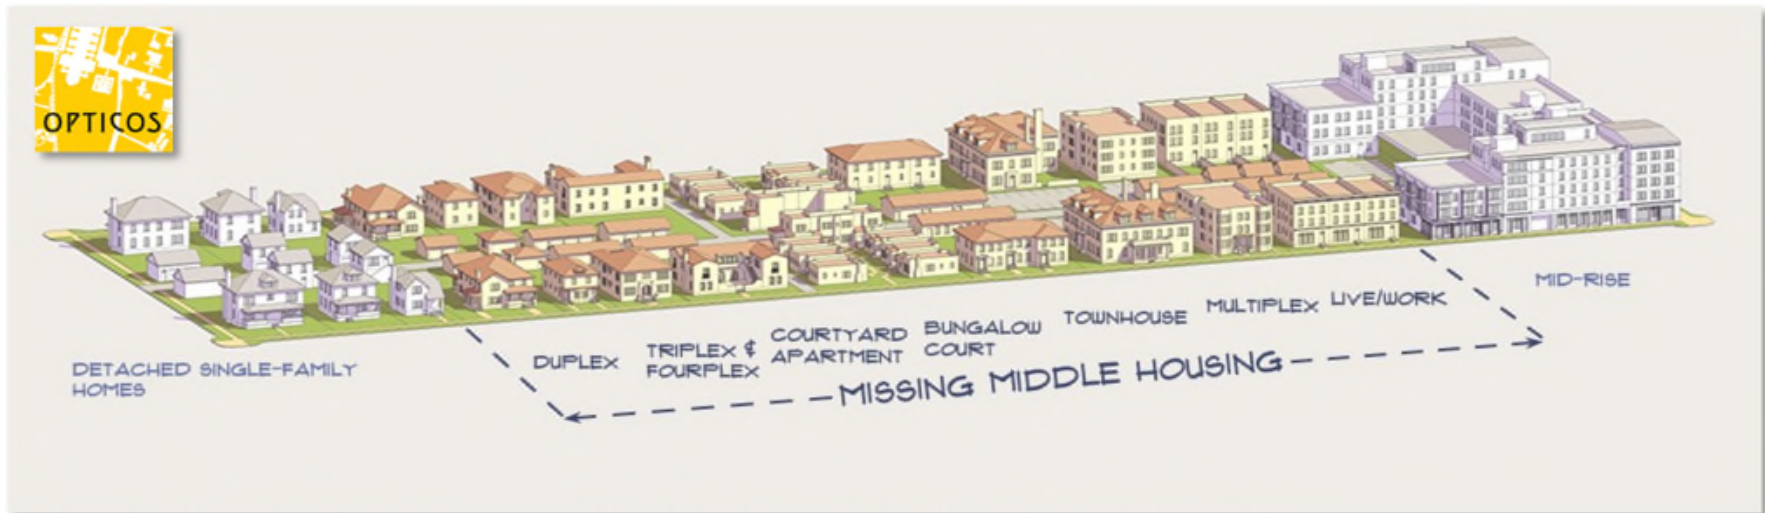 OPTICOS
DETACHED SINGLE-FAMILY
HOMES
DUPLEX
TRIPLEX &
FOURPLEX
COURTYARD
APARTMENT
BUNGALOW
COURT
TOWNHOUSE
MULTIPLEX
LIVE/WORK
MID-RISE
MISSING MIDDLE HOUSING